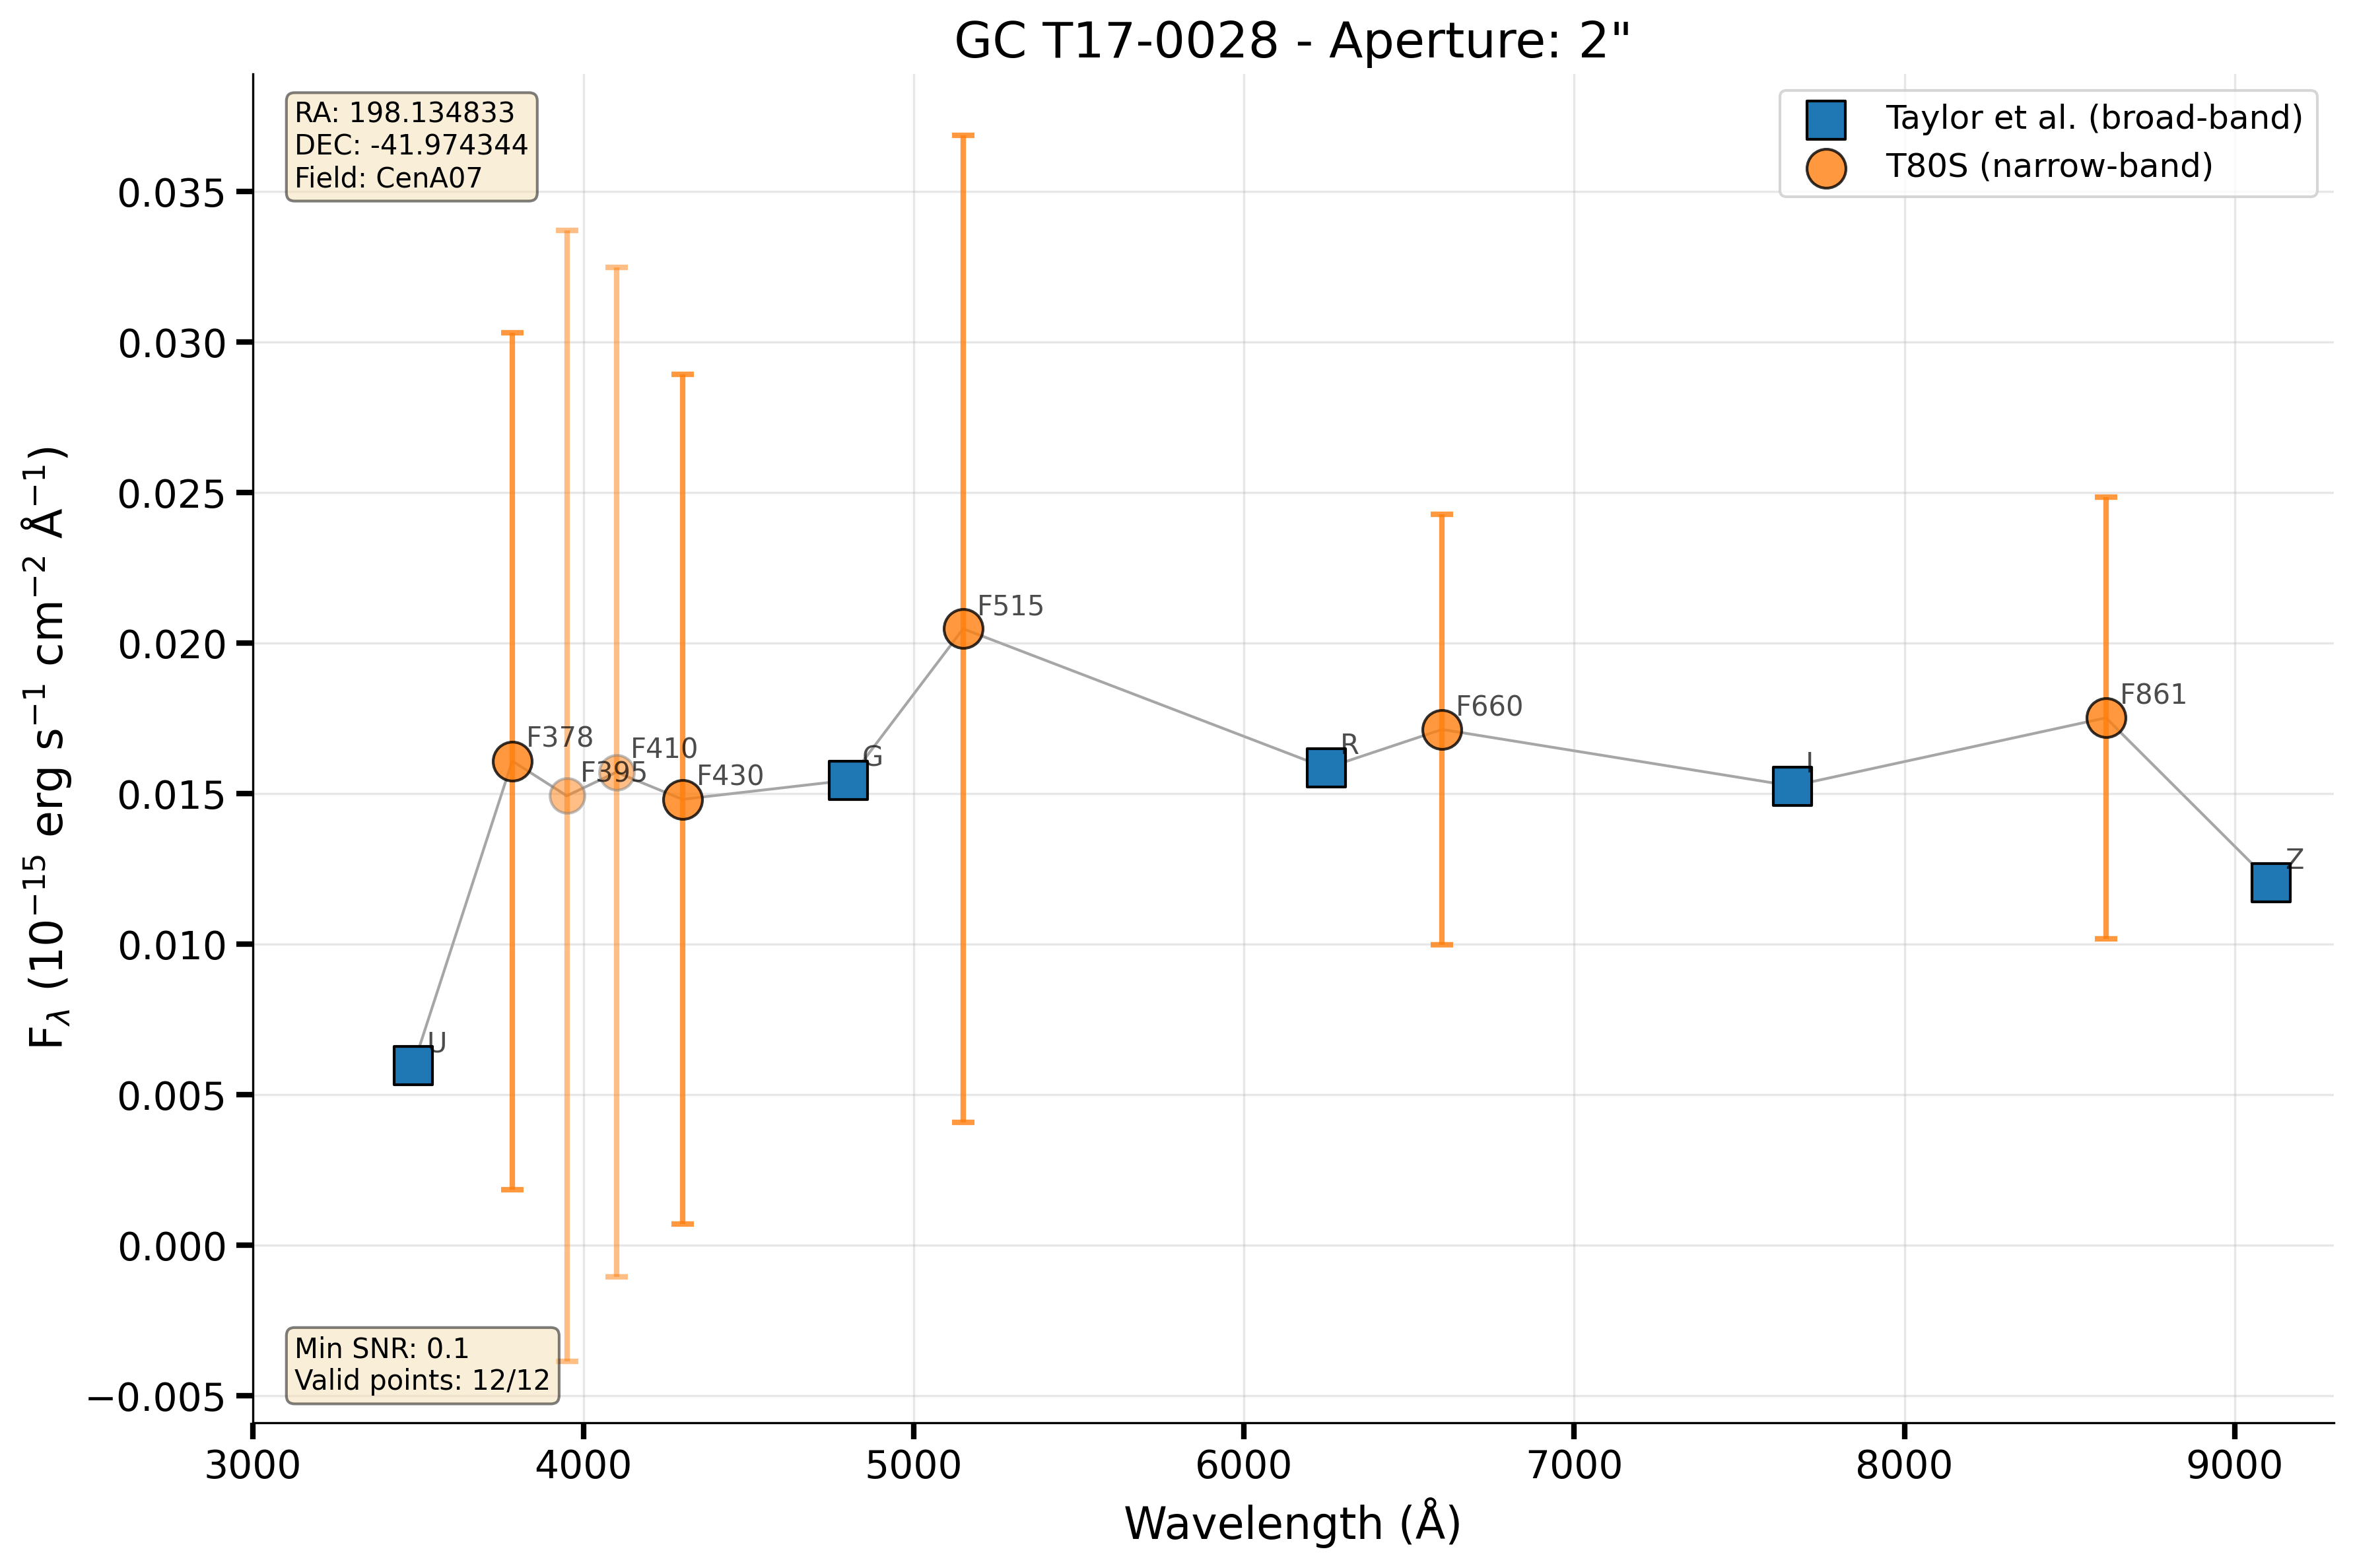 GC T17-0028 - Aperture: 2"
RA: 198.134833
DEC: -41.974344
Field: CenA07
Taylor et al. (broad-band)
T80S (narrow-band)
F_λ (10⁻¹⁵ erg s⁻¹ cm⁻² Å⁻¹)
0.035
0.030
0.025
0.020
0.015
0.010
0.005
0.000
−0.005
U
F378
F395
F410
F430
G
F515
R
F660
I
F861
Z
Min SNR: 0.1
Valid points: 12/12
3000
4000
5000
6000
7000
8000
9000
Wavelength (Å)